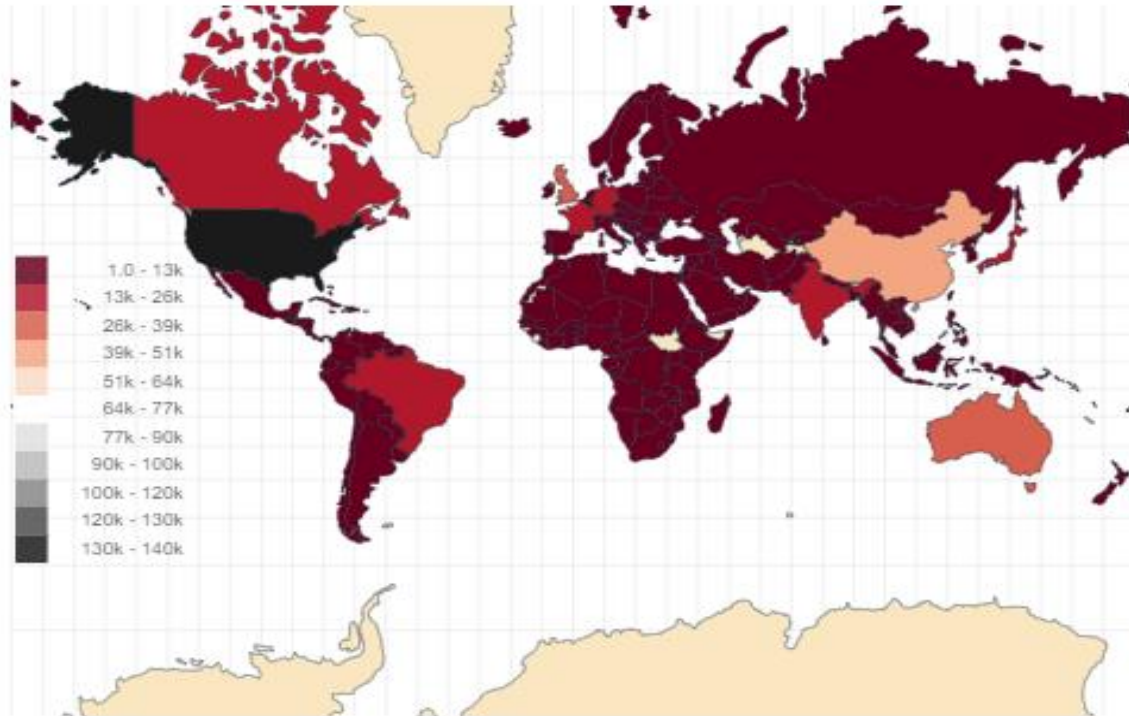 1.0 - 13k
13k - 26k
26k - 39k
39k - 51k
51k - 64k
64k - 77k
77k - 90k
90k - 100k
100k - 120k
120k - 130k
130k - 140k